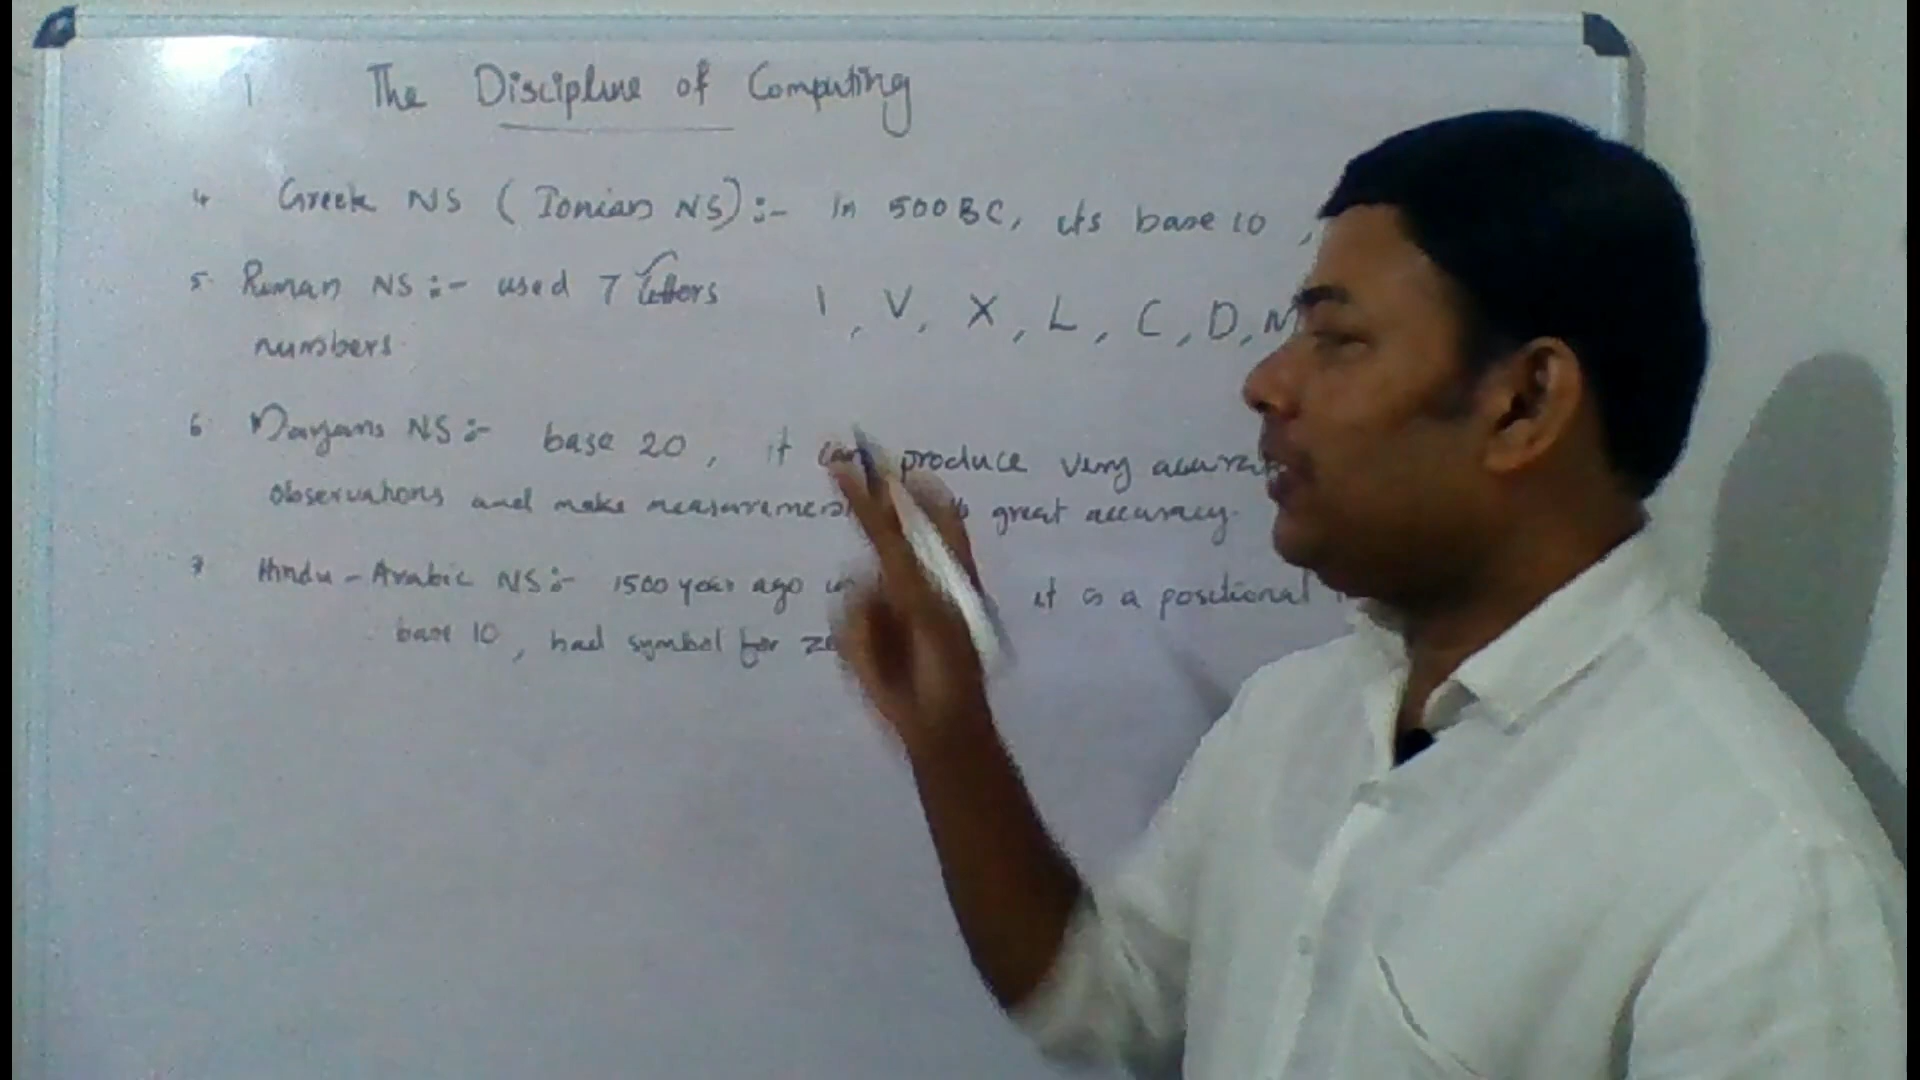 1 The Discipline of Computing
4 Greek NS (Ionian NS) :- in 500 BC, its base 10 ,
5. Roman NS :- used 7 letters I , V , X , L , C , D , M
numbers.
6. Mayans NS :- base 20 , it can produce very
observations and make great accuracy.
7 Hindu - Arabic NS :- 1500 year ago it is a positional
base 10 , had symbol for